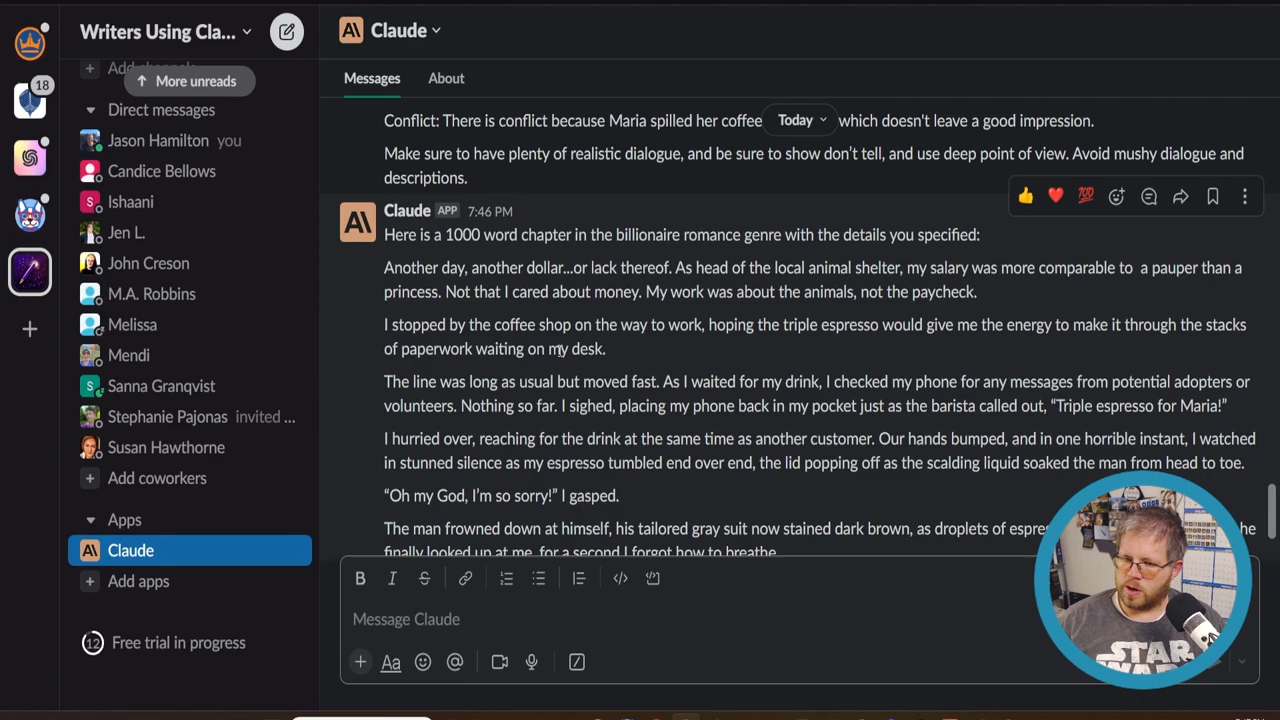 Writers Using Cla...
Claude
18
Add
More unreads
Messages
About
Direct messages
Jason Hamilton you
Candice Bellows
Ishaani
Jen L.
John Creson
M.A. Robbins
Melissa
Mendi
Sanna Granqvist
Stephanie Pajonas invited ...
Susan Hawthorne
Add coworkers
Apps
Claude
Add apps
12 Free trial in progress
Conflict: There is conflict because Maria spilled her coffee
Today
which doesn't leave a good impression.
Make sure to have plenty of realistic dialogue, and be sure to show don't tell, and use deep point of view. Avoid mushy dialogue and
descriptions.
Claude APP 7:46 PM
Here is a 1000 word chapter in the billionaire romance genre with the details you specified:
Another day, another dollar...or lack thereof. As head of the local animal shelter, my salary was more comparable to a pauper than a
princess. Not that I cared about money. My work was about the animals, not the paycheck.
I stopped by the coffee shop on the way to work, hoping the triple espresso would give me the energy to make it through the stacks
of paperwork waiting on my desk.
The line was long as usual but moved fast. As I waited for my drink, I checked my phone for any messages from potential adopters or
volunteers. Nothing so far. I sighed, placing my phone back in my pocket just as the barista called out, “Triple espresso for Maria!”
I hurried over, reaching for the drink at the same time as another customer. Our hands bumped, and in one horrible instant, I watched
in stunned silence as my espresso tumbled end over end, the lid popping off as the scalding liquid soaked the man from head to toe.
“Oh my God, I’m so sorry!” I gasped.
The man frowned down at himself, his tailored gray suit now stained dark brown, as droplets of
he
finally looked up at me, for a second I forgot how to breathe.
Message Claude
STAR